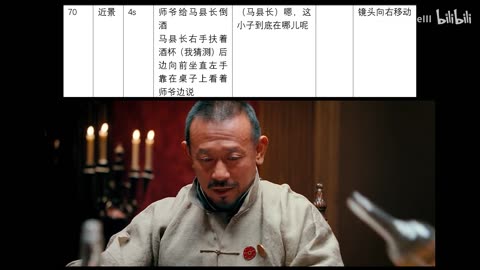 70 近景 4s 师爷给马县长倒 （马县长）嗯，这 镜头向右移动
酒 小子到底在哪儿呢
马县长右手扶着
酒杯（我猜测）后
边向前坐直左手
靠在桌子上看着
师爷边说
elll bilibili